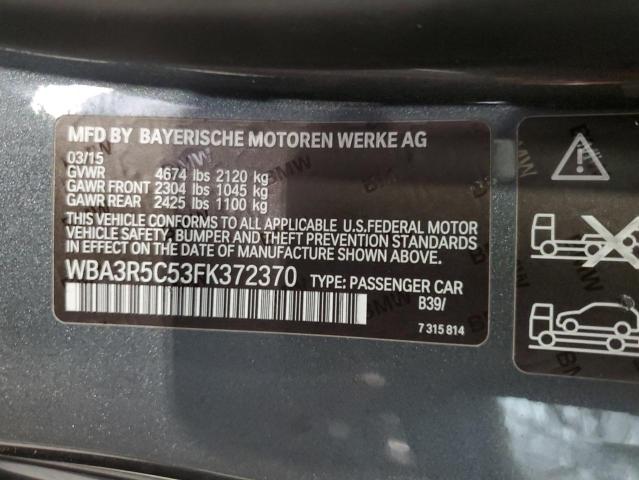 MFD BY BAYERISCHE MOTOREN WERKE AG
03/15
GVWR 4674 lbs 2120 kg
GAWR FRONT 2304 lbs 1045 kg
GAWR REAR 2425 lbs 1100 kg
THIS VEHICLE CONFORMS TO ALL APPLICABLE U.S.FEDERAL MOTOR
VEHICLE SAFETY, BUMPER AND THEFT PREVENTION STANDARDS
IN EFFECT ON THE DATE OF MANUFACTURE SHOWN ABOVE.
WBA3R5C53FK372370 TYPE: PASSENGER CAR
B39/
7 315 814